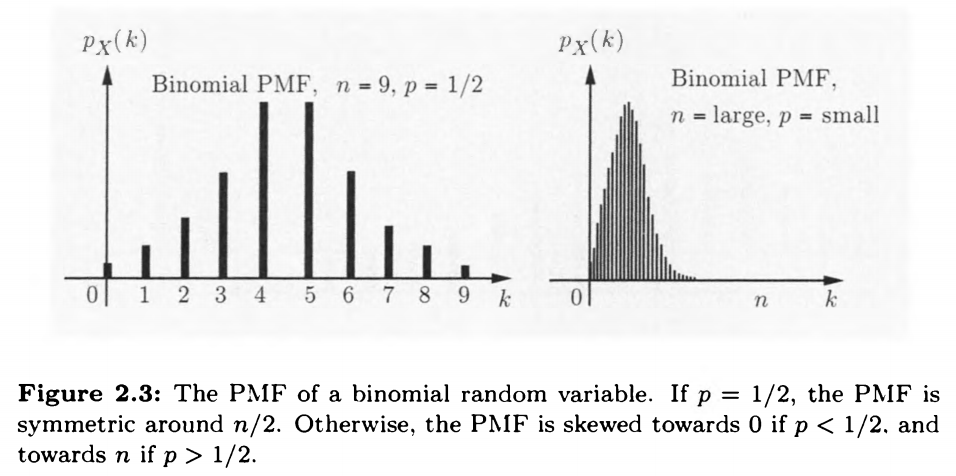 p_X(k)
Binomial PMF, n = 9, p = 1/2
0 1 2 3 4 5 6 7 8 9 k
p_X(k)
Binomial PMF,
n = large, p = small
0 n k
Figure 2.3: The PMF of a binomial random variable. If p = 1/2, the PMF is
symmetric around n/2. Otherwise, the PMF is skewed towards 0 if p < 1/2. and
towards n if p > 1/2.